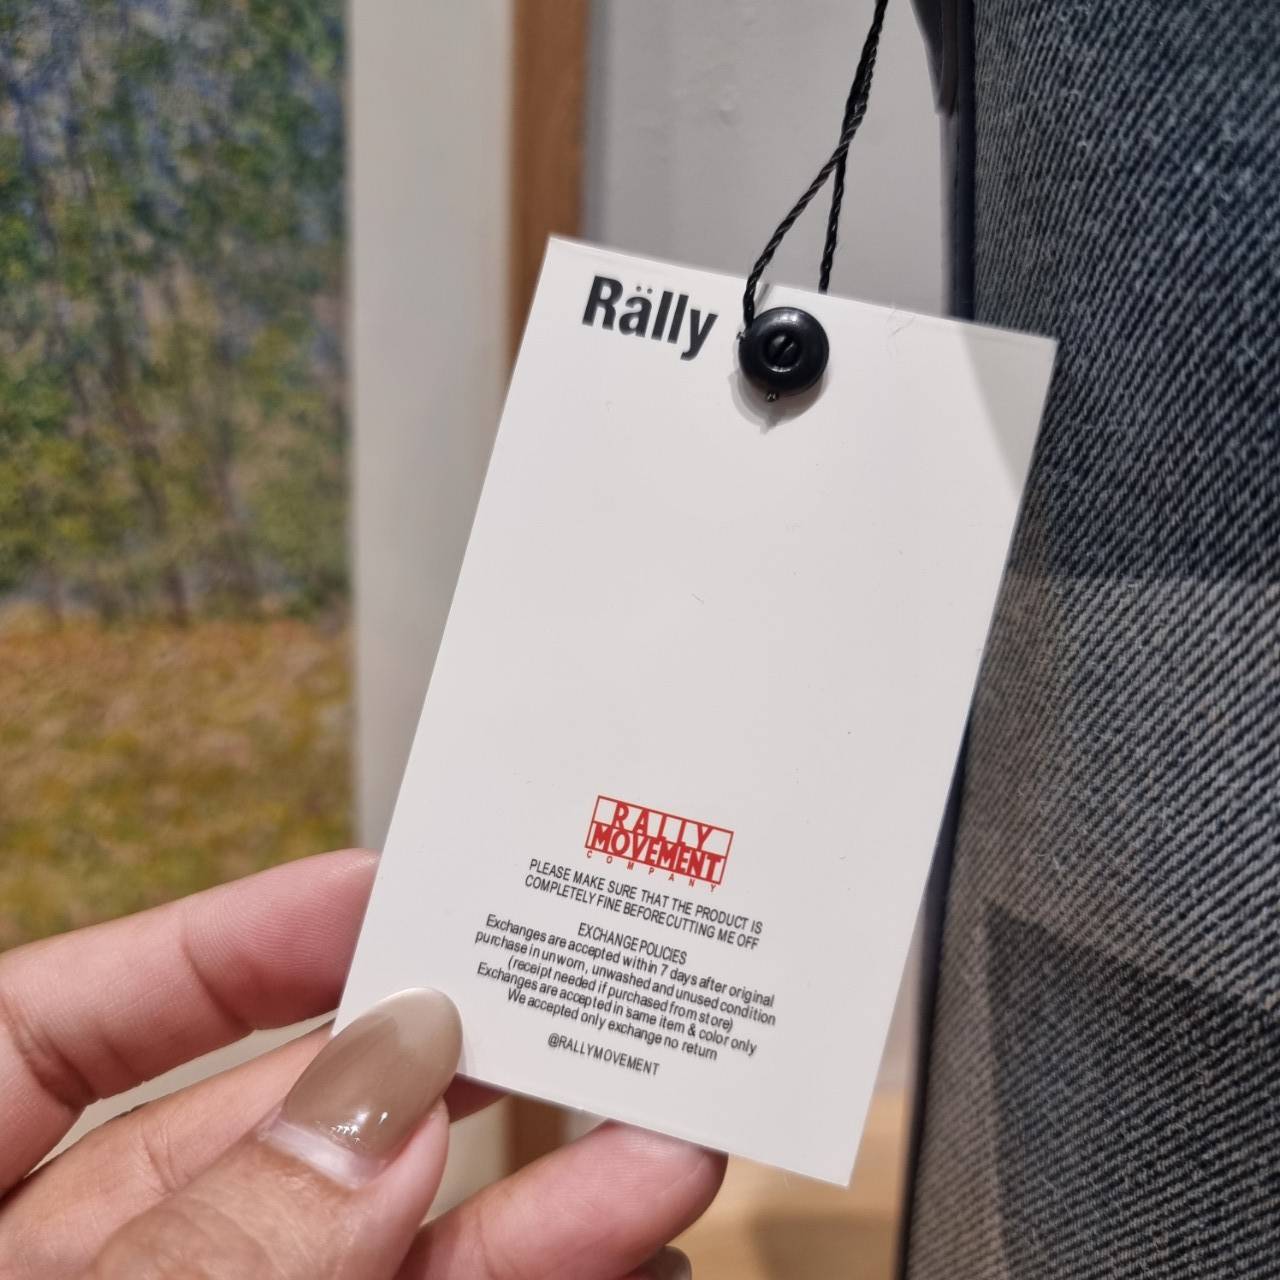 Rälly
RALLY
MOVEMENT
COMPANY
PLEASE MAKE SURE THAT THE PRODUCT IS
COMPLETELY FINE BEFORE CUTTING ME OFF
EXCHANGE POLICIES
Exchanges are accepted within 7 days after original
purchase in unworn, unwashed and unused condition
(receipt needed if purchased from store)
Exchanges are accepted in same item & color only
We accepted only exchange no return
@RALLYMOVEMENT